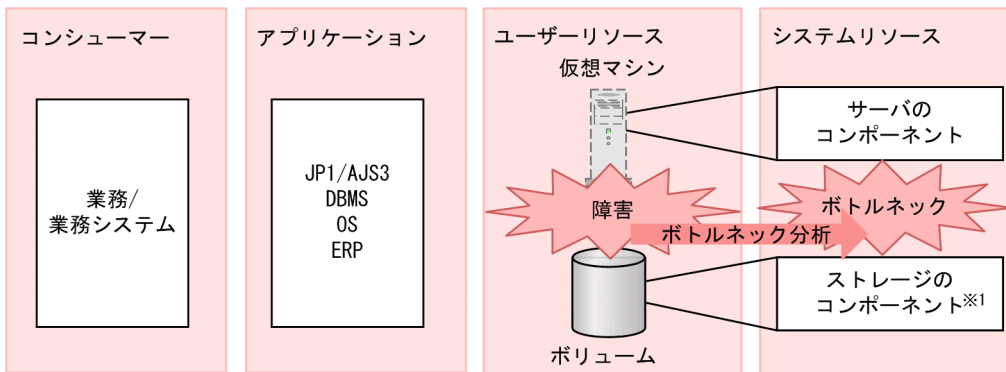 コンシューマー
業務/
業務システム
アプリケーション
JP1/AJS3
DBMS
OS
ERP
ユーザーリソース
仮想マシン
障害
ボトルネック分析
ボリューム
システムリソース
サーバの
コンポーネント
ボトルネック
ストレージの
コンポーネント※1